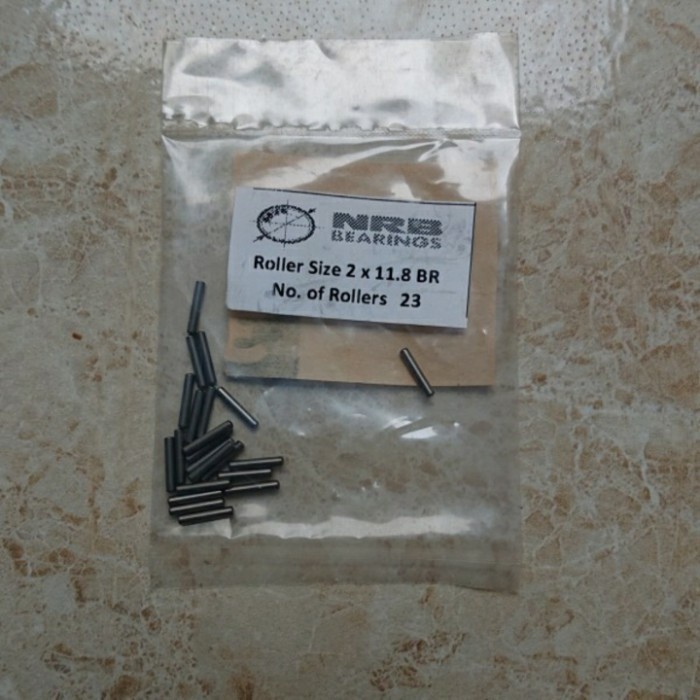 NRB
BEARINGS
Roller Size 2 x 11.8 BR
No. of Rollers 23